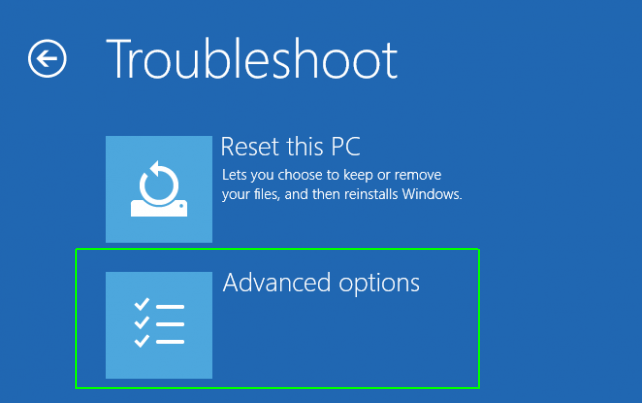 Troubleshoot
Reset this PC
Lets you choose to keep or remove
your files, and then reinstalls Windows.
Advanced options